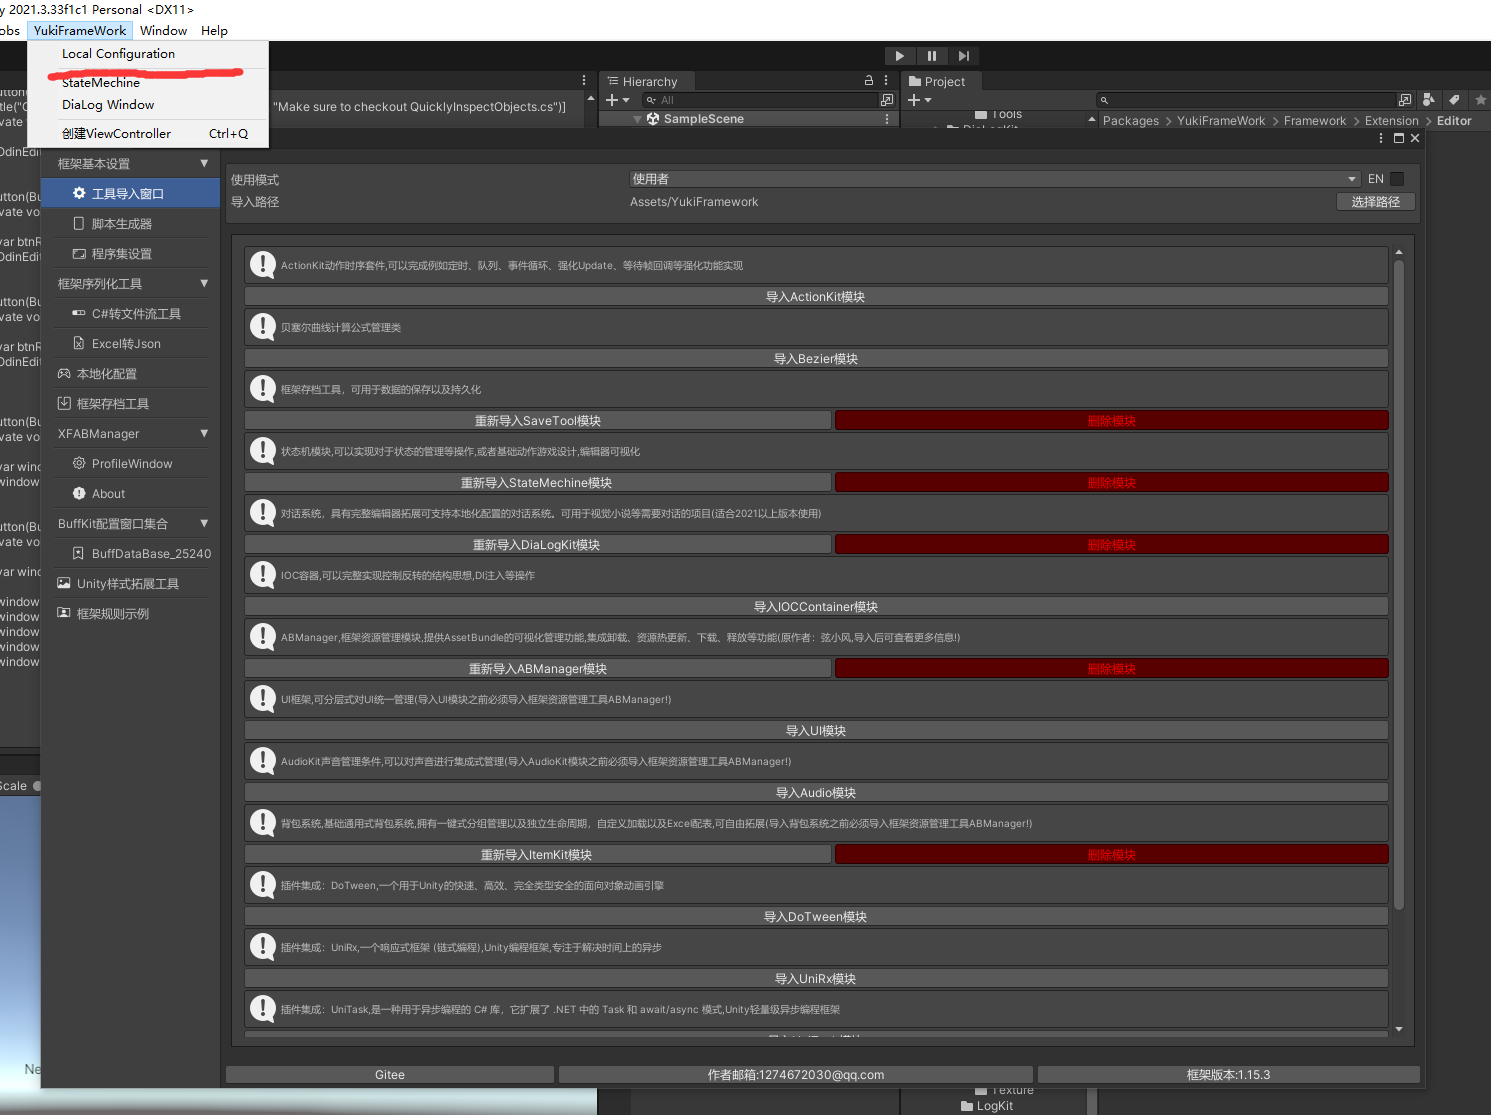 y 2021.3.33f1c1 Personal <DX11>
obs YukiFrameWork Window Help
Local Configuration
StateMechine
DiaLog Window
创建ViewController Ctrl+Q
"Make sure to checkout QuicklyInspectObjects.cs")]
Hierarchy
All
SampleScene
Project
Tools
Packages > YukiFrameWork > Framework > Extension > Editor
框架基本设置
工具导入窗口
脚本生成器
程序集设置
框架序列化工具
C#转文件流工具
Excel转Json
本地化配置
框架存档工具
XFABManager
ProfileWindow
About
BuffKit配置窗口集合
BuffDataBase_25240
Unity样式拓展工具
框架规则示例
使用模式 使用者 EN
导入路径 Assets/YukiFramework 选择路径
ActionKit动作时序套件,可以完成例如定时、队列、事件循环、强化Update、等待帧回调等强化功能实现
导入ActionKit模块
贝塞尔曲线计算公式管理类
导入Bezier模块
框架存档工具，可用于数据的保存以及持久化
重新导入SaveTool模块 删除模块
状态机模块,可以实现对于状态的管理等操作,或者基础动作游戏设计,编辑器可视化
重新导入StateMechine模块 删除模块
对话系统，具有完整编辑器拓展可支持本地化配置的对话系统。可用于视觉小说等需要对话的项目(适合2021以上版本使用)
重新导入DiaLogKit模块 删除模块
IOC容器,可以完整实现控制反转的结构思想,DI注入等操作
导入IOCContainer模块
ABManager,框架资源管理模块,提供AssetBundle的可视化管理功能,集成卸载、资源热更新、下载、释放等功能(原作者：弦小风,导入后可查看更多信息!)
重新导入ABManager模块 删除模块
UI框架,可分层式对UI统一管理(导入UI模块之前必须导入框架资源管理工具ABManager!)
导入UI模块
AudioKit声音管理条件,可以对声音进行集成式管理(导入AudioKit模块之前必须导入框架资源管理工具ABManager!)
导入Audio模块
背包系统,基础通用式背包系统,拥有一键式分组管理以及独立生命周期，自定义加载以及Excel配表,可自由拓展(导入背包系统之前必须导入框架资源管理工具ABManager!)
重新导入ItemKit模块 删除模块
插件集成：DoTween,一个用于Unity的快速、高效、完全类型安全的面向对象动画引擎
导入DoTween模块
插件集成：UniRx,一个响应式框架 (链式编程),Unity编程框架,专注于解决时间上的异步
导入UniRx模块
插件集成：UniTask,是一种用于异步编程的 C# 库，它扩展了 .NET 中的 Task 和 await/async 模式,Unity轻量级异步编程框架
Gitee 作者邮箱:1274672030@qq.com 框架版本:1.15.3
Scale
Ne
Texture
LogKit